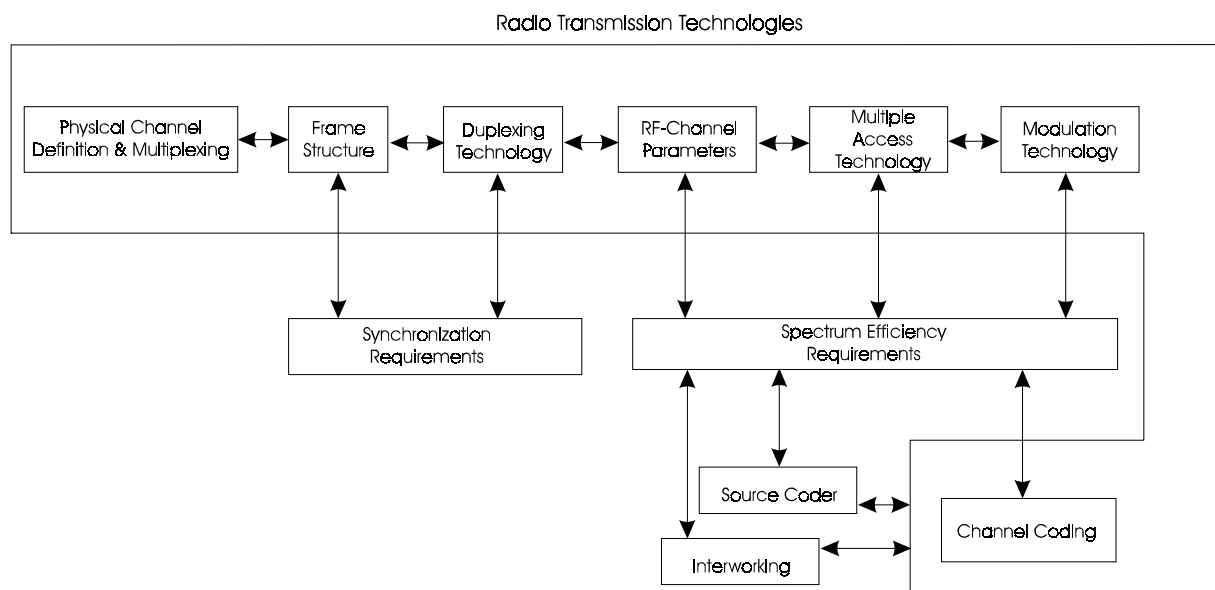 Radio Transmission Technologies
Physical Channel
Definition & Multiplexing
Frame
Structure
Duplexing
Technology
RF-Channel
Parameters
Multiple
Access
Technology
Modulation
Technology
Synchronization
Requirements
Spectrum Efficiency
Requirements
Source Coder
Channel Coding
Interworking